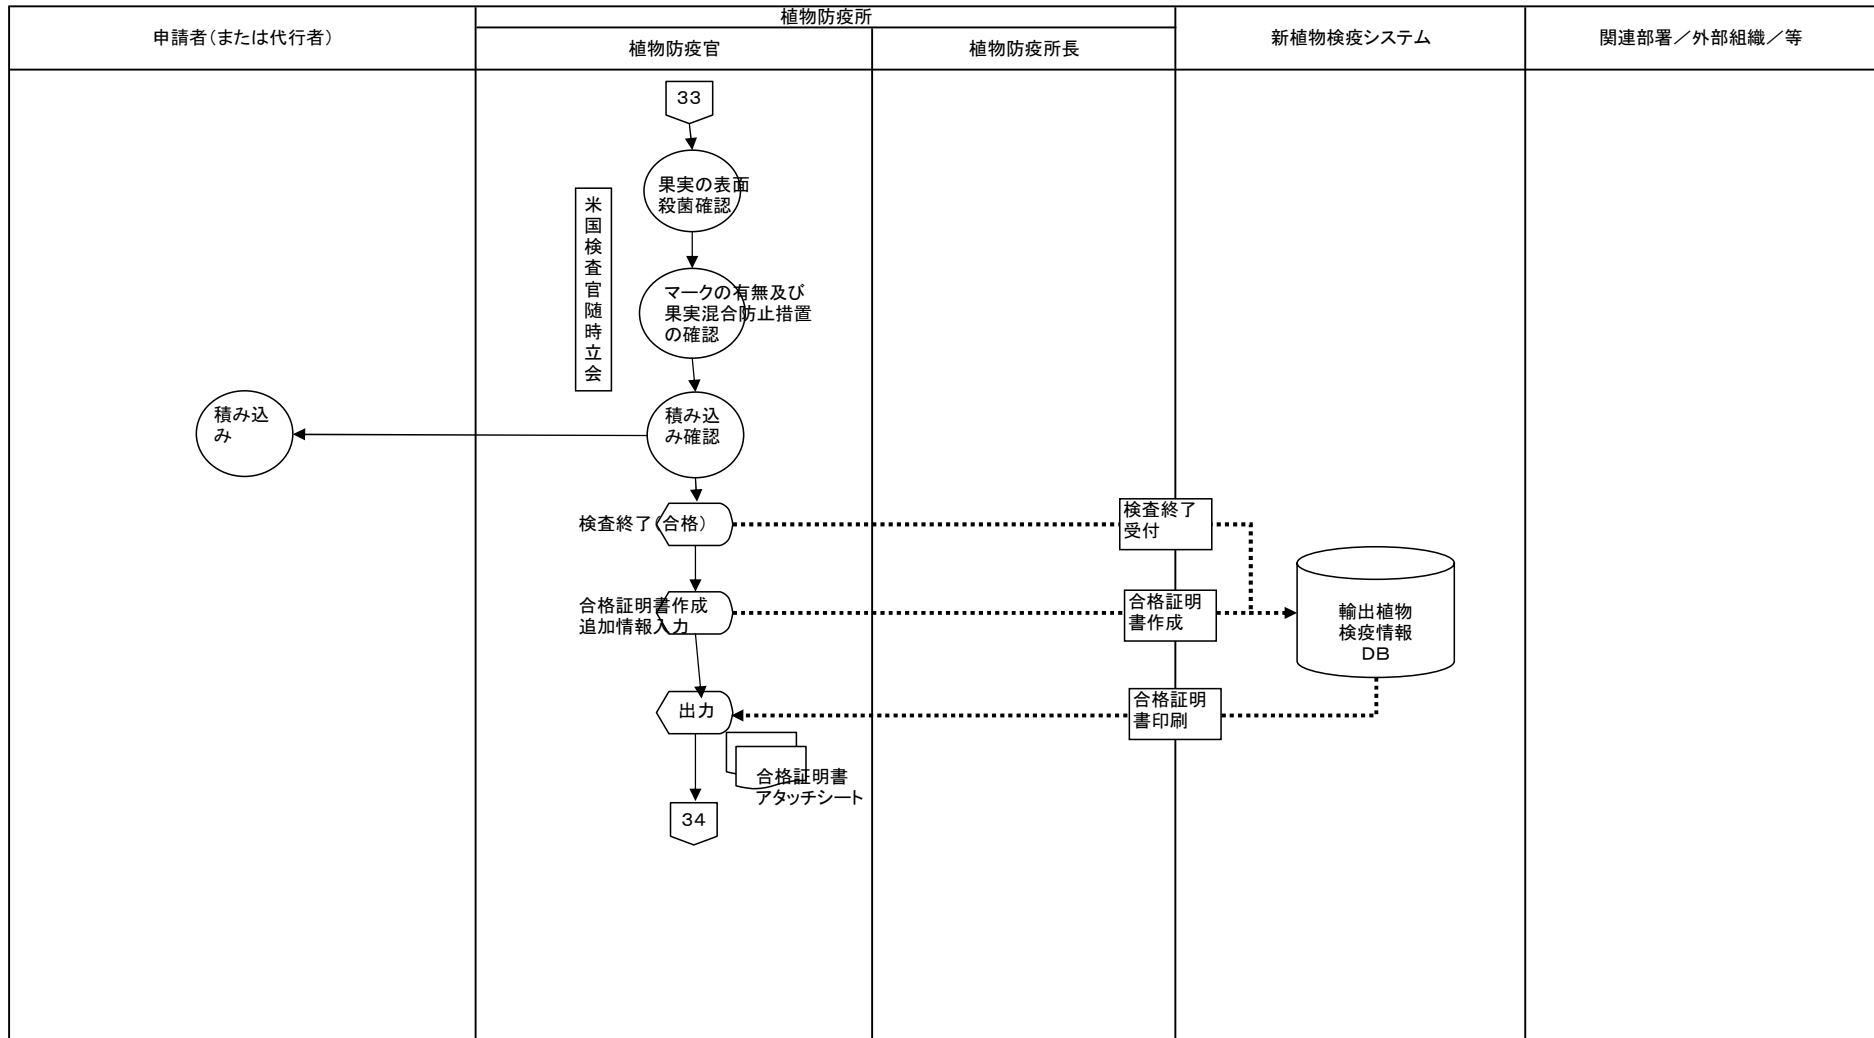 植物防疫所
申請者（または代行者）
植物防疫官
植物防疫所長
新植物検疫システム
関連部署／外部組織／等
33
果実の表面
殺菌確認
米国検査官随時立会
マークの有無及び
果実混合防止措置
の確認
積み込
み
積み込
み確認
検査終了（合格）
検査終了
受付
合格証明書作成
追加情報入力
合格証明
書作成
輸出植物
検疫情報
ＤＢ
出力
合格証明
書印刷
合格証明書
アタッチシート
34